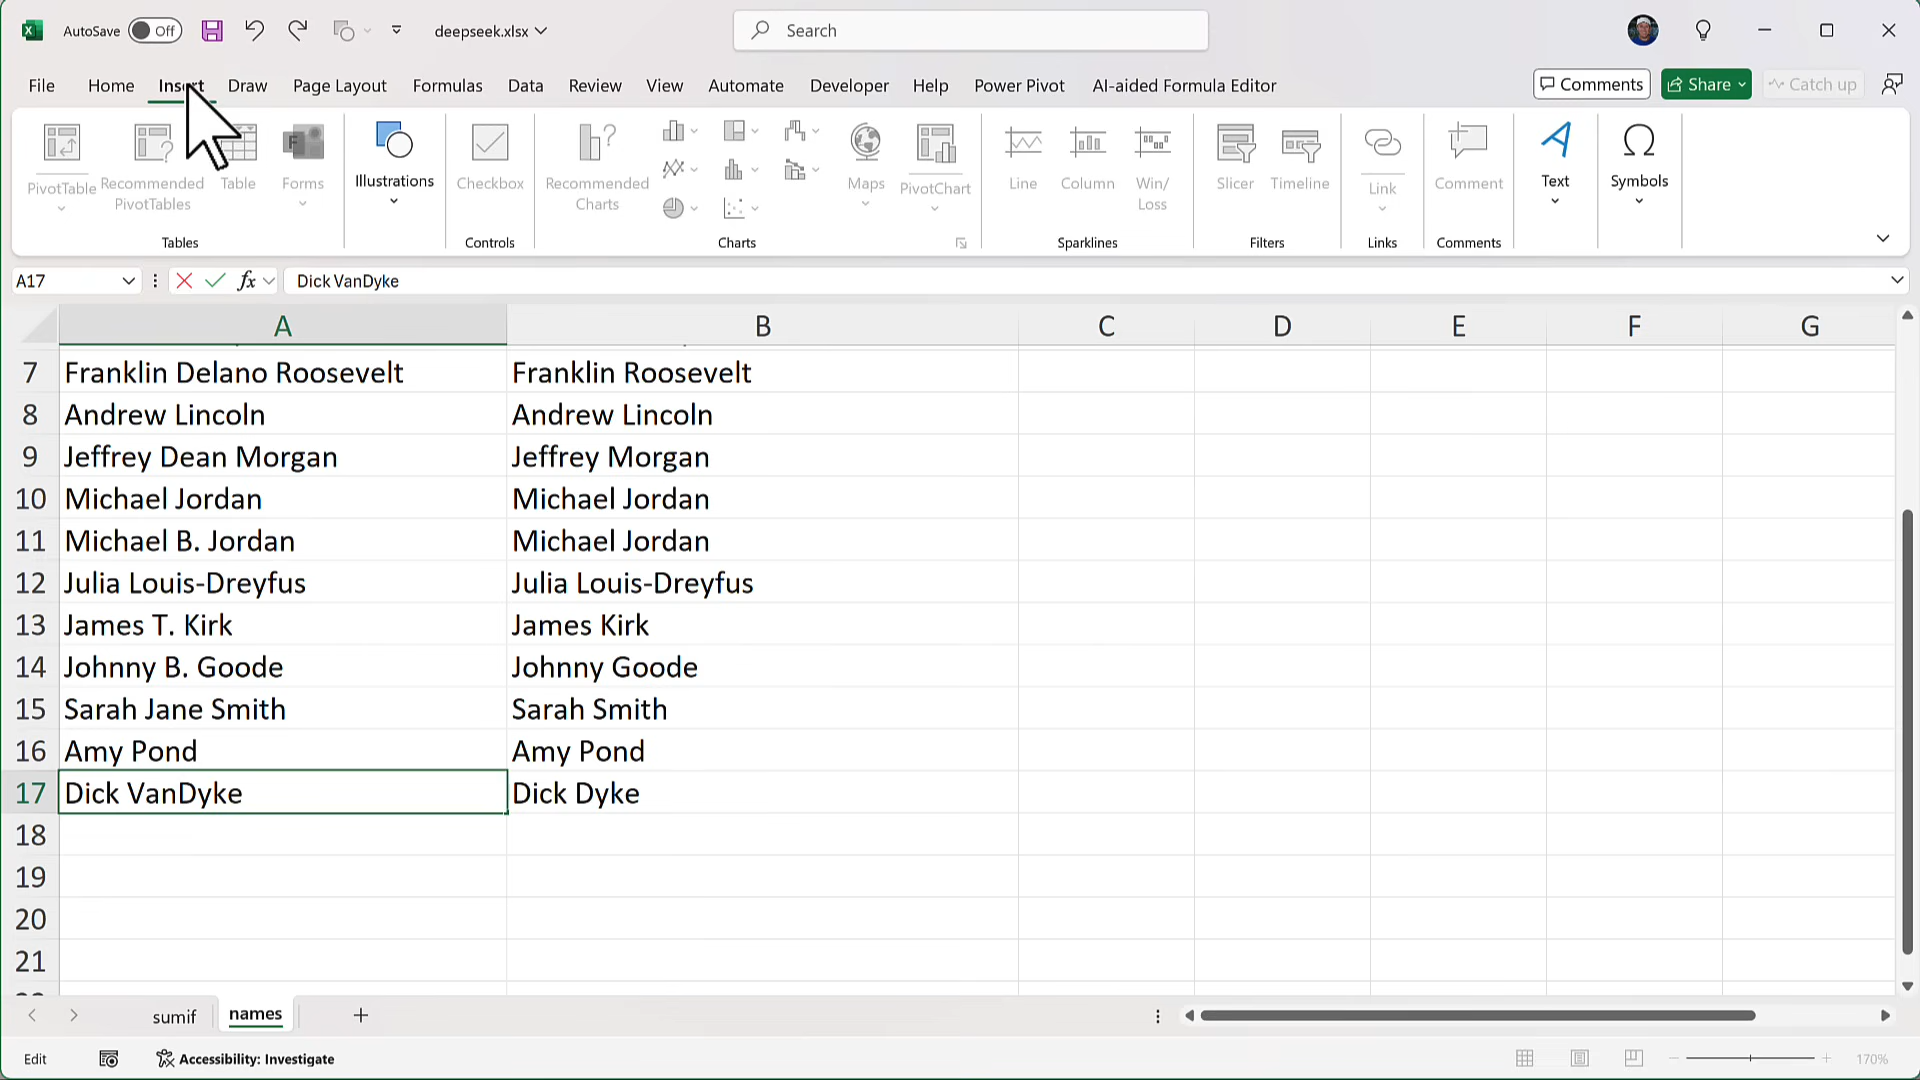 AutoSave Off deepseek.xlsx Search
File Home Insert Draw Page Layout Formulas Data Review View Automate Developer Help Power Pivot AI-aided Formula Editor Comments Share Catch up
PivotTable Recommended PivotTables Table Forms Illustrations Checkbox Recommended Charts Maps PivotChart Line Column Win/ Loss Slicer Timeline Link Comment Text Symbols
Tables Controls Charts Sparklines Filters Links Comments
A17 fx Dick VanDyke
A B C D E F G
7 Franklin Delano Roosevelt Franklin Roosevelt
8 Andrew Lincoln Andrew Lincoln
9 Jeffrey Dean Morgan Jeffrey Morgan
10 Michael Jordan Michael Jordan
11 Michael B. Jordan Michael Jordan
12 Julia Louis-Dreyfus Julia Louis-Dreyfus
13 James T. Kirk James Kirk
14 Johnny B. Goode Johnny Goode
15 Sarah Jane Smith Sarah Smith
16 Amy Pond Amy Pond
17 Dick VanDyke Dick Dyke
18
19
20
21
sumif names
Edit Accessibility: Investigate 170%